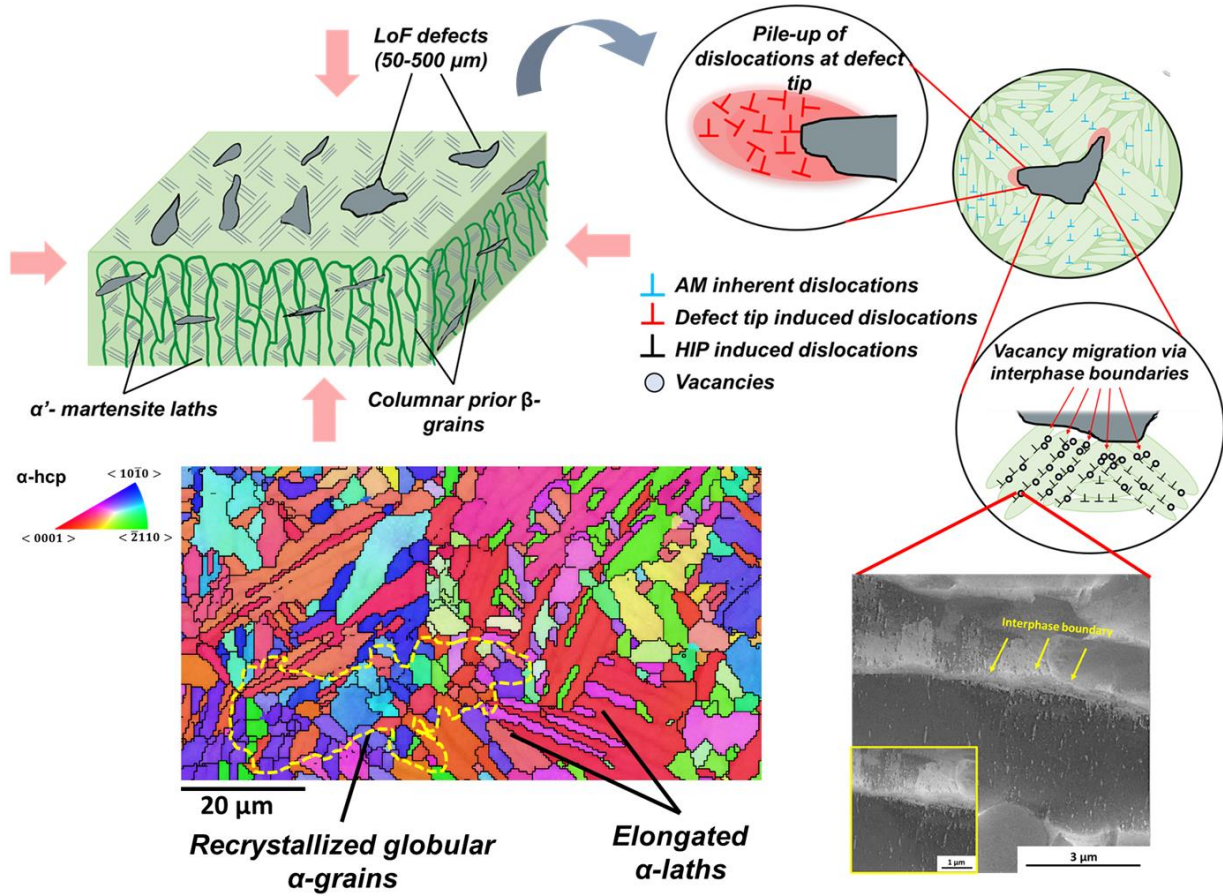 LoF defects
(50-500 μm)
Pile-up of
dislocations at defect
tip
AM inherent dislocations
Defect tip induced dislocations
HIP induced dislocations
Vacancies
Vacancy migration via
interphase boundaries
α’- martensite laths
Columnar prior β-
grains
α-hcp
< 101̅0 >
< 0001 >
< 2̅110 >
Interphase boundary
20 μm
Recrystallized globular
α-grains
Elongated
α-laths
1 μm
3 μm